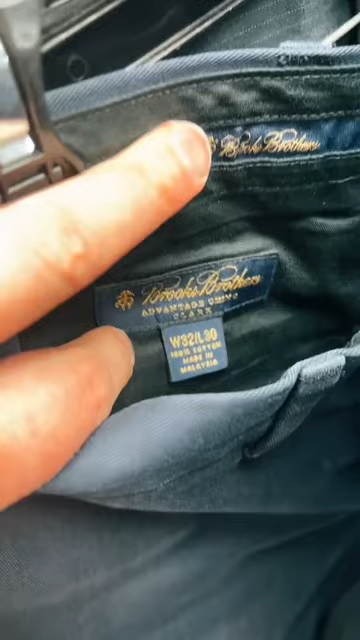 Brooks Brothers
Brooks Brothers
ADVANTAGE CHINO
CLARK
W32/L30
100% COTTON
MADE IN
MALAYSIA